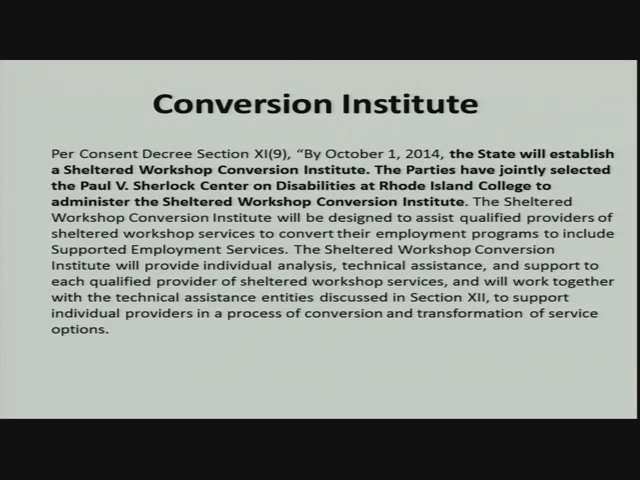 Conversion Institute
Per Consent Decree Section XI(9), “By October 1, 2014, the State will establish
a Sheltered Workshop Conversion Institute. The Parties have jointly selected
the Paul V. Sherlock Center on Disabilities at Rhode Island College to
administer the Sheltered Workshop Conversion Institute. The Sheltered
Workshop Conversion Institute will be designed to assist qualified providers of
sheltered workshop services to convert their employment programs to include
Supported Employment Services. The Sheltered Workshop Conversion
Institute will provide individual analysis, technical assistance, and support to
each qualified provider of sheltered workshop services, and will work together
with the technical assistance entities discussed in Section XII, to support
individual providers in a process of conversion and transformation of service
options.